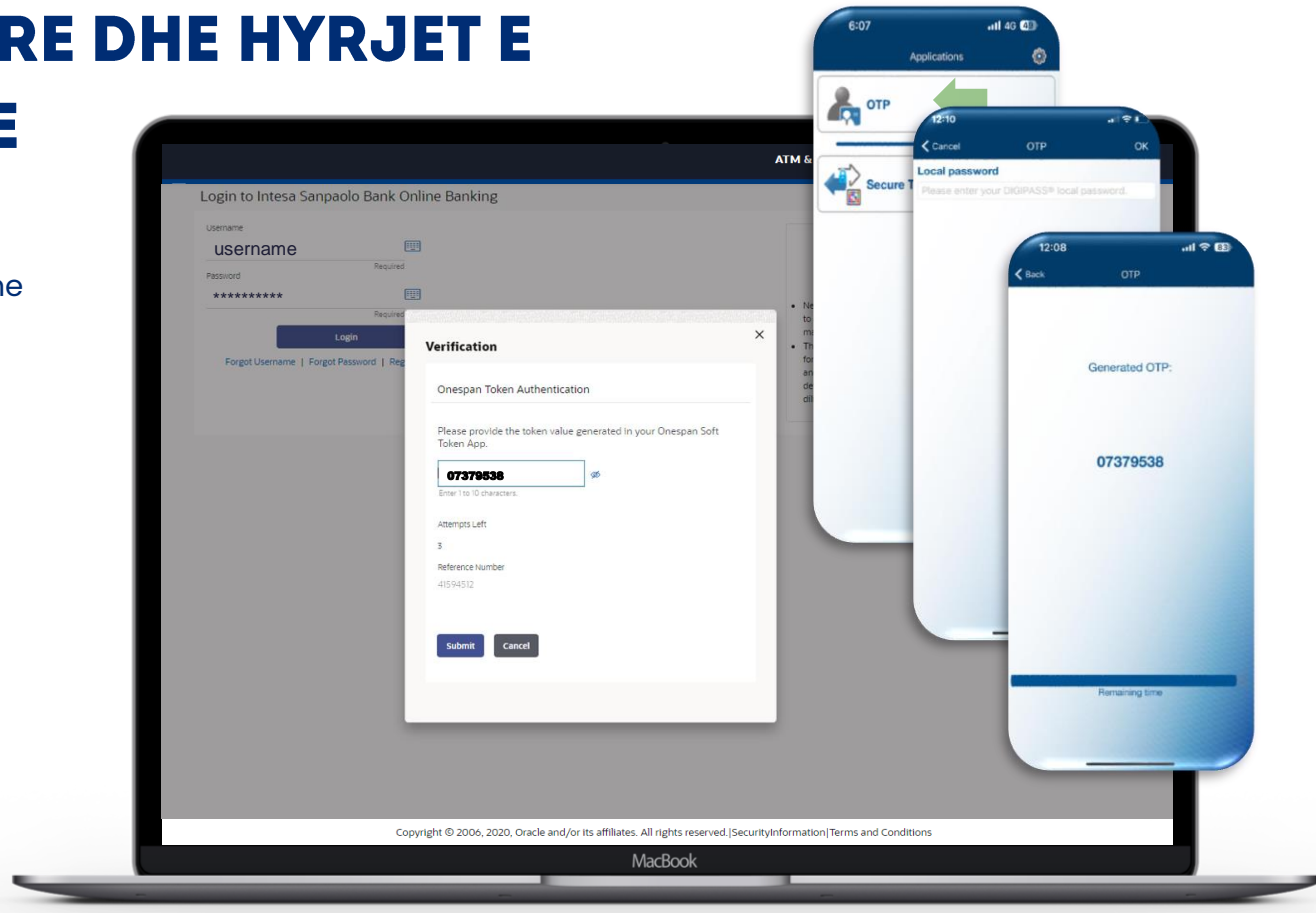 RE DHE HYRJET E
E
ne
ATM &
Login to Intesa Sanpaolo Bank Online Banking
Username
username
Required
Password
**********
Required
Login
Forgot Username | Forgot Password | Reg
Verification
Onespan Token Authentication
Please provide the token value generated in your Onespan Soft
Token App.
07379538
Enter 1 to 10 characters.
Attempts Left
3
Reference Number
41594512
Submit
Cancel
Copyright © 2006, 2020, Oracle and/or its affiliates. All rights reserved.|SecurityInformation|Terms and Conditions
MacBook
6:07
4G
Applications
OTP
Secure T
12:10
Cancel
OTP
OK
Local password
Please enter your DIGIPASS® local password.
12:08
83
Back
OTP
Generated OTP:
07379538
Remaining time